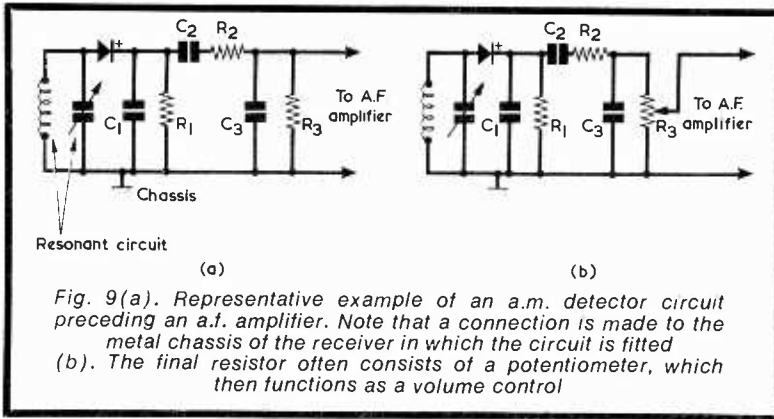 C2 R2
+
C1 R1 C3 R3
To A.F
amplifier
Chassis
Resonant circuit
(a)
C2 R2
+
C1 R1 C3 R3
To A.F.
amplifier
(b)
Fig. 9(a). Representative example of an a.m. detector circuit
preceding an a.f. amplifier. Note that a connection is made to the
metal chassis of the receiver in which the circuit is fitted
(b). The final resistor often consists of a potentiometer, which
then functions as a volume control